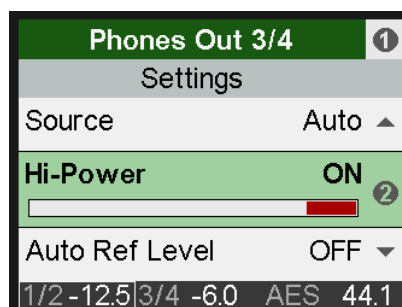 Phones Out 3/4 1
Settings
Source Auto
Hi-Power ON
2
Auto Ref Level OFF
1/2 -12.5 3/4 -6.0 AES 44.1